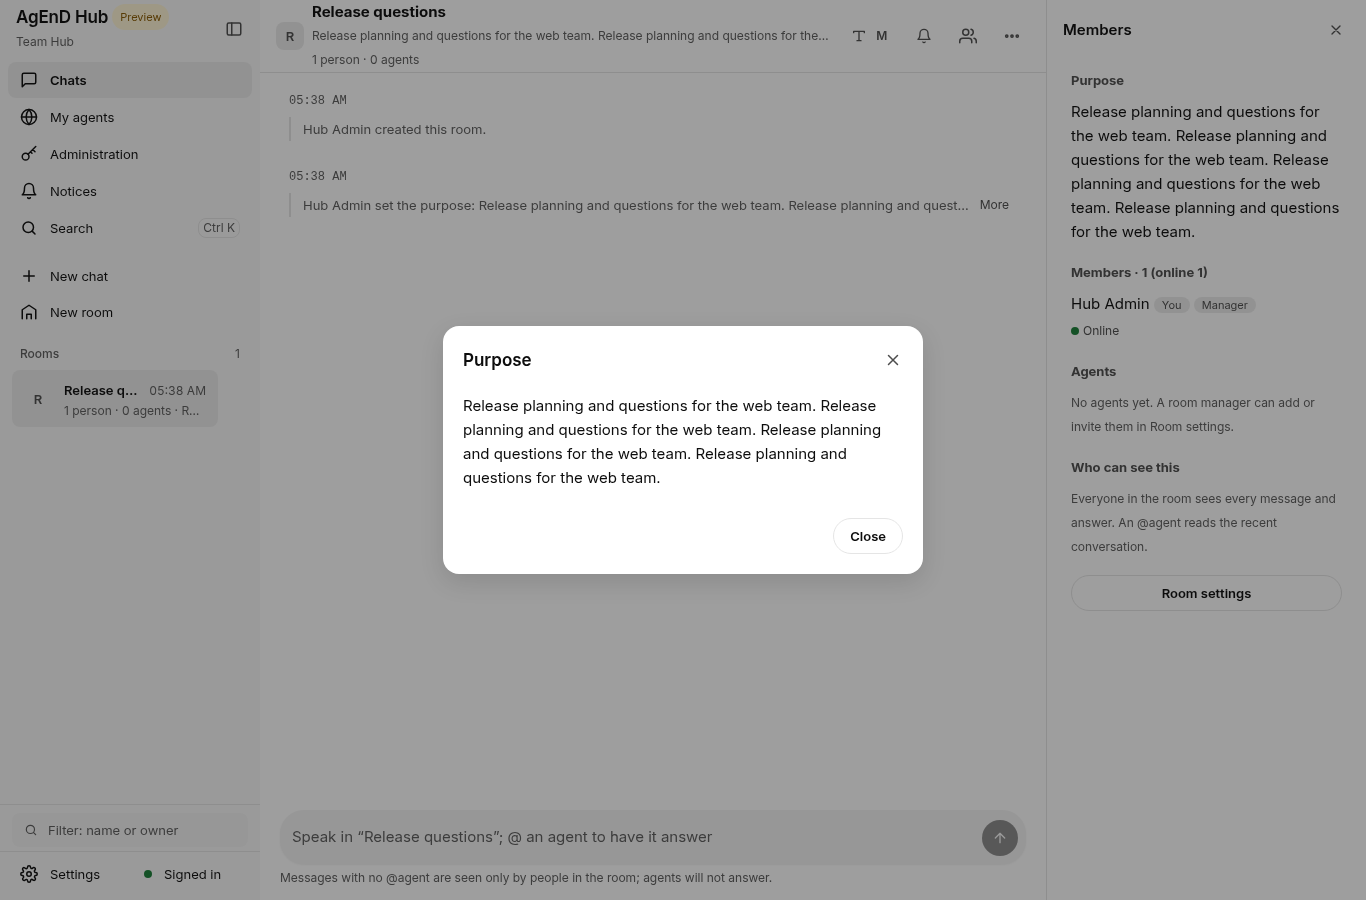 AgEnD Hub Preview
Team Hub
Chats
My agents
Administration
Notices
Search Ctrl K
New chat
New room
Rooms 1
R Release q... 05:38 AM
1 person · 0 agents · R...
Filter: name or owner
Settings Signed in
R Release questions
Release planning and questions for the web team. Release planning and questions for the...
1 person · 0 agents
T M
05:38 AM
Hub Admin created this room.
05:38 AM
Hub Admin set the purpose: Release planning and questions for the web team. Release planning and quest... More
Purpose
Release planning and questions for the web team. Release
planning and questions for the web team. Release planning
and questions for the web team. Release planning and
questions for the web team.
Close
Speak in “Release questions”; @ an agent to have it answer
Messages with no @agent are seen only by people in the room; agents will not answer.
Members
Purpose
Release planning and questions for
the web team. Release planning and
questions for the web team. Release
planning and questions for the web
team. Release planning and questions
for the web team.
Members · 1 (online 1)
Hub Admin You Manager
Online
Agents
No agents yet. A room manager can add or
invite them in Room settings.
Who can see this
Everyone in the room sees every message and
answer. An @agent reads the recent
conversation.
Room settings